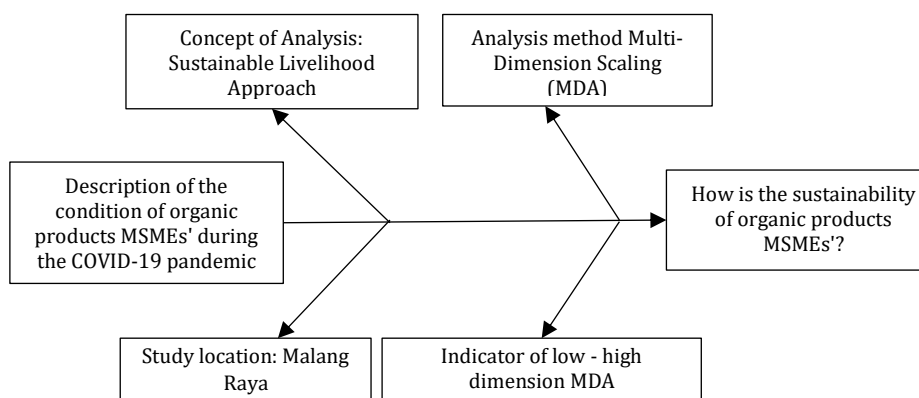 Concept of Analysis:
Sustainable Livelihood
Approach
Analysis method Multi-
Dimension Scaling
(MDA)
Description of the
condition of organic
products MSMEs' during
the COVID-19 pandemic
How is the sustainability
of organic products
MSMEs'?
Study location: Malang
Raya
Indicator of low - high
dimension MDA